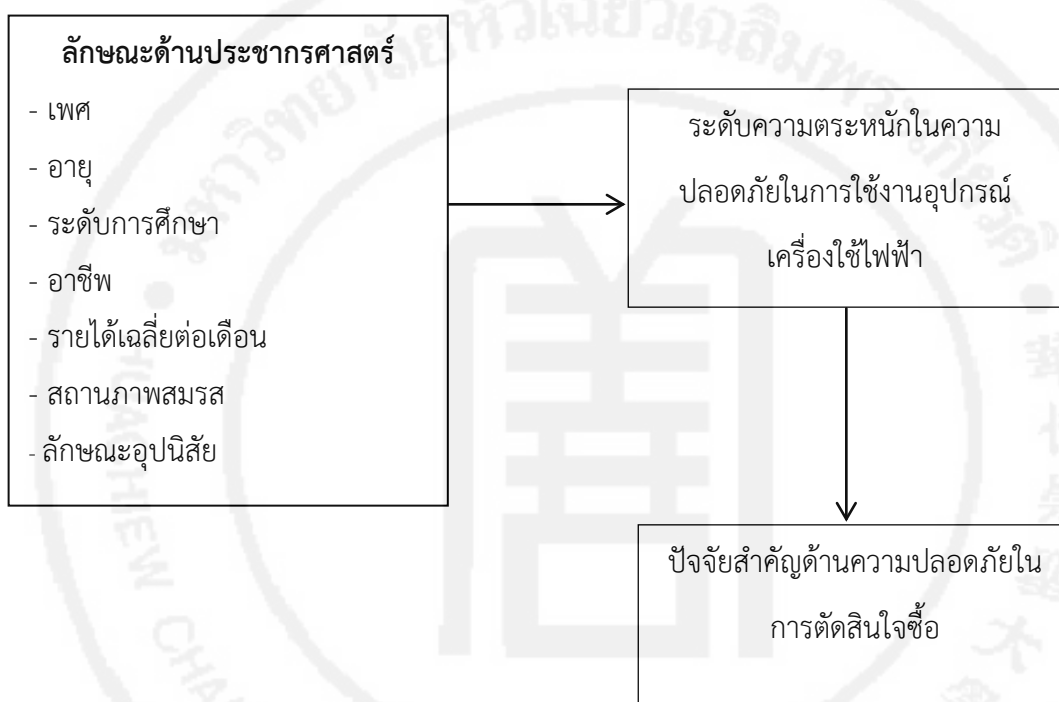 ลักษณะด้านประชากรศาสตร์
- เพศ
- อายุ
- ระดับการศึกษา
- อาชีพ
- รายได้เฉลี่ยต่อเดือน
- สถานภาพสมรส
- ลักษณะอุปนิสัย
ระดับความตระหนักในความ
ปลอดภัยในการใช้งานอุปกรณ์
เครื่องใช้ไฟฟ้า
ปัจจัยสำคัญด้านความปลอดภัยใน
การตัดสินใจซื้อ